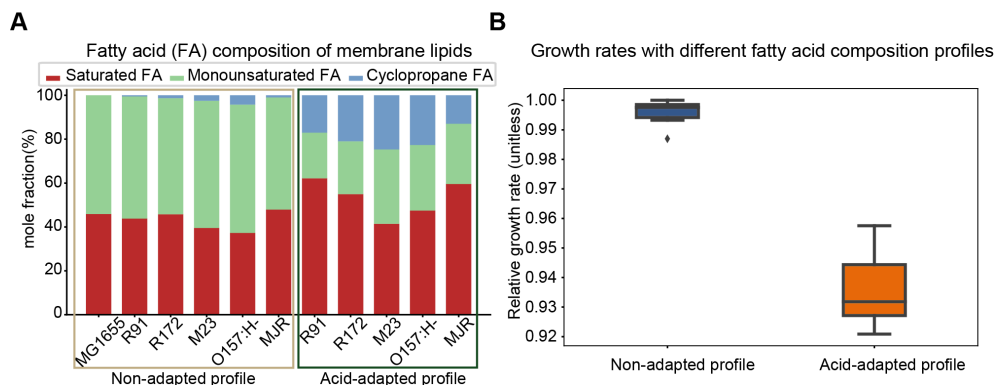 A
Fatty acid (FA) composition of membrane lipids
Saturated FA
Monounsaturated FA
Cyclopropane FA
mole fraction(%)
100
80
60
40
20
0
MG1655
R91
R172
M23
O157:H-
MJR
R91
R172
M23
O157:H-
MJR
Non-adapted profile
Acid-adapted profile
B
Growth rates with different fatty acid composition profiles
Relative growth rate (unitless)
1.00
0.99
0.98
0.97
0.96
0.95
0.94
0.93
0.92
Non-adapted profile
Acid-adapted profile